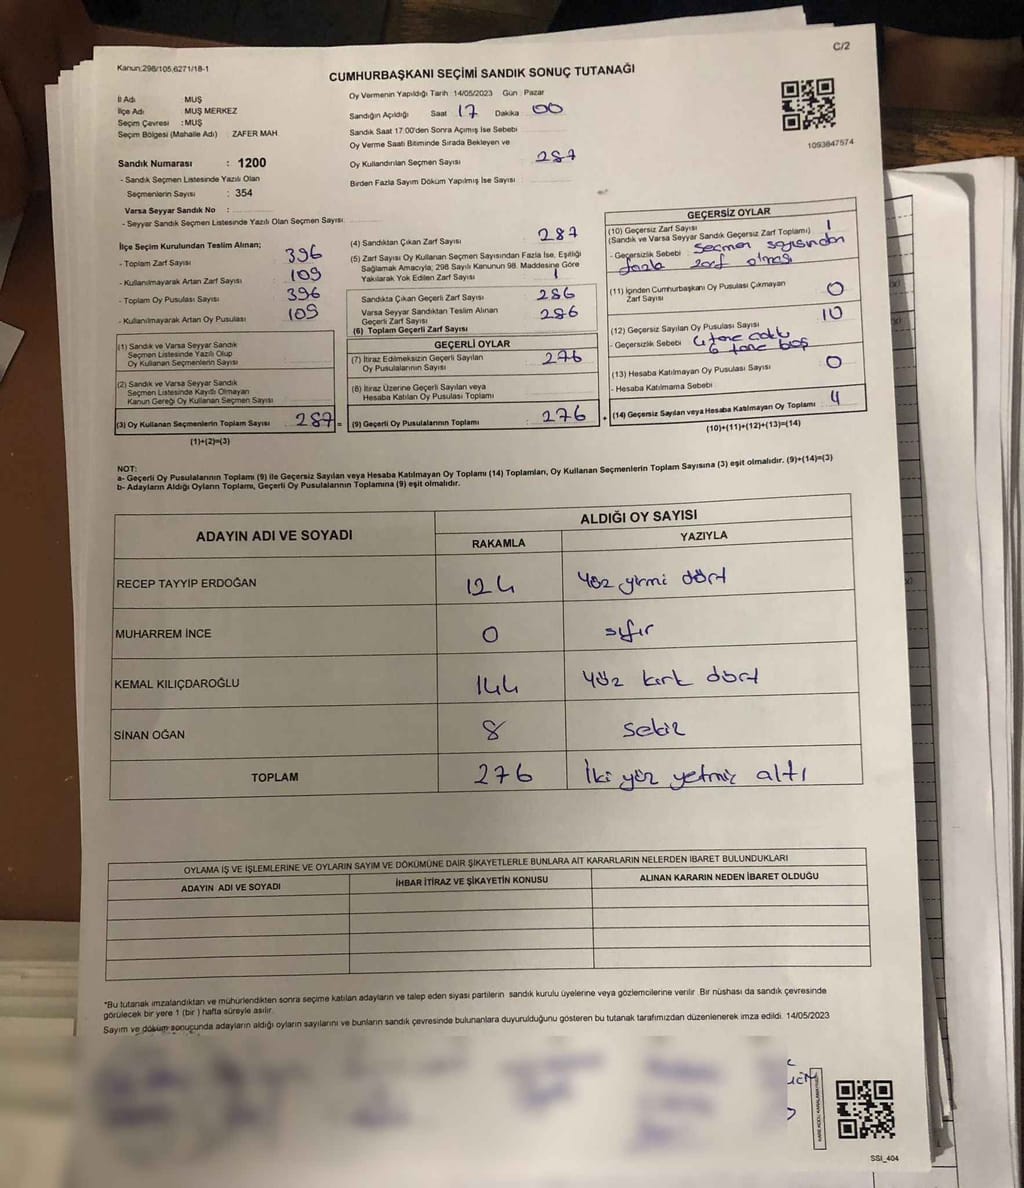 C/2
Kanun:298/105,6271/18-1
CUMHURBAŞKANI SEÇİMİ SANDIK SONUÇ TUTANAĞI
İl Adı : MUŞ
İlçe Adı : MUŞ MERKEZ
Seçim Çevresi : MUŞ
Seçim Bölgesi (Mahalle Adı) : ZAFER MAH
Oy Vermenin Yapıldığı Tarih : 14/05/2023 Gün : Pazar
Sandığın Açıldığı Saat 17 Dakika 00
Sandık Saat 17:00'den Sonra Açımış İse Sebebi
Oy Verme Saati Bitiminde Sırada Bekleyen ve
Oy Kullandırılan Seçmen Sayısı 287
Birden Fazla Sayım Döküm Yapılmış İse Sayısı :
1093847574
Sandık Numarası : 1200
- Sandık Seçmen Listesinde Yazılı Olan
Seçmenlerin Sayısı : 354
Varsa Seyyar Sandık No :
- Seyyar Sandık Seçmen Listesinde Yazılı Olan Seçmen Sayısı:
İlçe Seçim Kurulundan Teslim Alınan;
- Toplam Zarf Sayısı : 396
- Kullanılmayarak Artan Zarf Sayısı : 109
- Toplam Oy Pusulası Sayısı : 396
- Kullanılmayarak Artan Oy Pusulası : 109
(1) Sandık ve Varsa Seyyar Sandık
Seçmen Listesinde Yazılı Olup
Oy Kullanan Seçmenlerin Sayısı
(2) Sandık ve Varsa Seyyar Sandık
Seçmen Listesinde Kayıtlı Olmayan
Kanun Gereği Oy Kullanan Seçmen Sayısı
(3) Oy Kullanan Seçmenlerin Toplam Sayısı : 287 =
(1)+(2)=(3)
(4) Sandıktan Çıkan Zarf Sayısı : 287
(5) Zarf Sayısı Oy Kullanan Seçmen Sayısından Fazla İse, Eşitliği
Sağlamak Amacıyla; 298 Sayılı Kanunun 98. Maddesine Göre
Yakılarak Yok Edilen Zarf Sayısı : 1
Sandıkta Çıkan Geçerli Zarf Sayısı : 286
Varsa Seyyar Sandıktan Teslim Alınan
Geçerli Zarf Sayısı : 286
(6) Toplam Geçerli Zarf Sayısı
GEÇERLİ OYLAR
(7) İtiraz Edilmeksizin Geçerli Sayılan
Oy Pusulalarının Sayısı : 276
(8) İtiraz Üzerine Geçerli Sayılan veya
Hesaba Katılan Oy Pusulası Toplamı
(9) Geçerli Oy Pusulalarının Toplamı : 276 +
GEÇERSİZ OYLAR
(10) Geçersiz Zarf Sayısı
(Sandık ve Varsa Seyyar Sandık Geçersiz Zarf Toplamı) : 1
- Geçersizlik Sebebi : Seçmen sayısından
fazla zarf olması
(11) İçinden Cumhurbaşkanı Oy Pusulası Çıkmayan
Zarf Sayısı : 0
(12) Geçersiz Sayılan Oy Pusulası Sayısı : 10
- Geçersizlik Sebebi 4 tane
6 tane boş
(13) Hesaba Katılmayan Oy Pusulası Sayısı : 0
- Hesaba Katılmama Sebebi
(14) Geçersiz Sayılan veya Hesaba Katılmayan Oy Toplamı :
(10)+(11)+(12)+(13)=(14)
NOT:
a- Geçerli Oy Pusulalarının Toplamı (9) ile Geçersiz Sayılan veya Hesaba Katılmayan Oy Toplamı (14) Toplamları, Oy Kullanan Seçmenlerin Toplam Sayısına (3) eşit olmalıdır. (9)+(14)=(3)
b- Adayların Aldığı Oyların Toplamı, Geçerli Oy Pusulalarının Toplamına (9) eşit olmalıdır.
ADAYIN ADI VE SOYADI
ALDIĞI OY SAYISI
RAKAMLA YAZIYLA
RECEP TAYYİP ERDOĞAN 124 yüz yirmi dört
MUHARREM İNCE 0 sıfır
KEMAL KILIÇDAROĞLU 144 yüz kırk dört
SİNAN OĞAN 8 sekiz
TOPLAM 276 İki yüz yetmiz altı
OYLAMA İŞ VE İŞLEMLERİNE VE OYLARIN SAYIM VE DÖKÜMÜNE DAİR ŞİKAYETLERLE BUNLARA AİT KARARLARIN NELERDEN İBARET BULUNDUKLARI
ADAYIN ADI VE SOYADI İHBAR İTİRAZ VE ŞİKAYETİN KONUSU ALINAN KARARIN NEDEN İBARET OLDUĞU
*Bu tutanak imzalandıktan ve mühürlendikten sonra seçime katılan adayların ve talep eden siyasi partilerin sandık kurulu üyelerine veya gözlemcilerine verilir. Bir nüshası da sandık çevresinde
görülecek bir yere 1 (bir ) hafta süreyle asılır.
Sayım ve döküm sonucunda adayların aldığı oyların sayılarını ve bunların sandık çevresinde bulunanlara duyurulduğunu gösteren bu tutanak tarafımızdan düzenlenerek imza edildi. 14/05/2023
SSI_404